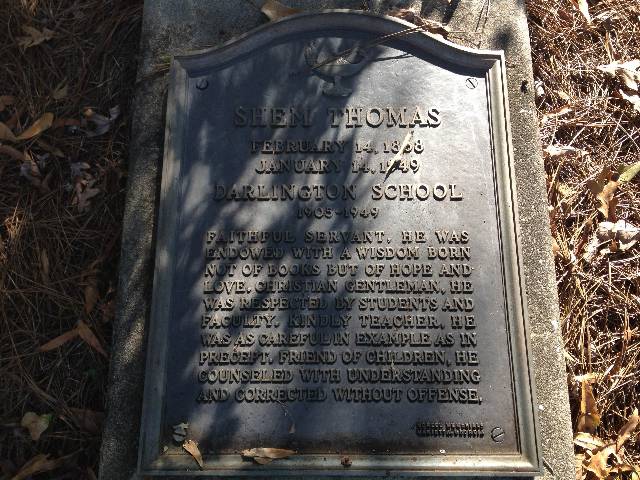 SHEM THOMAS
FEBRUARY 14, 1868
JANUARY 14, 1949
DARLINGTON SCHOOL
1905-1949
FAITHFUL SERVANT, HE WAS
ENDOWED WITH A WISDOM BORN
NOT OF BOOKS BUT OF HOPE AND
LOVE. CHRISTIAN GENTLEMAN, HE
WAS RESPECTED BY STUDENTS AND
FACULTY. KINDLY TEACHER, HE
WAS AS CAREFUL IN EXAMPLE AS IN
PRECEPT. FRIEND OF CHILDREN, HE
COUNSELED WITH UNDERSTANDING
AND CORRECTED WITHOUT OFFENSE.